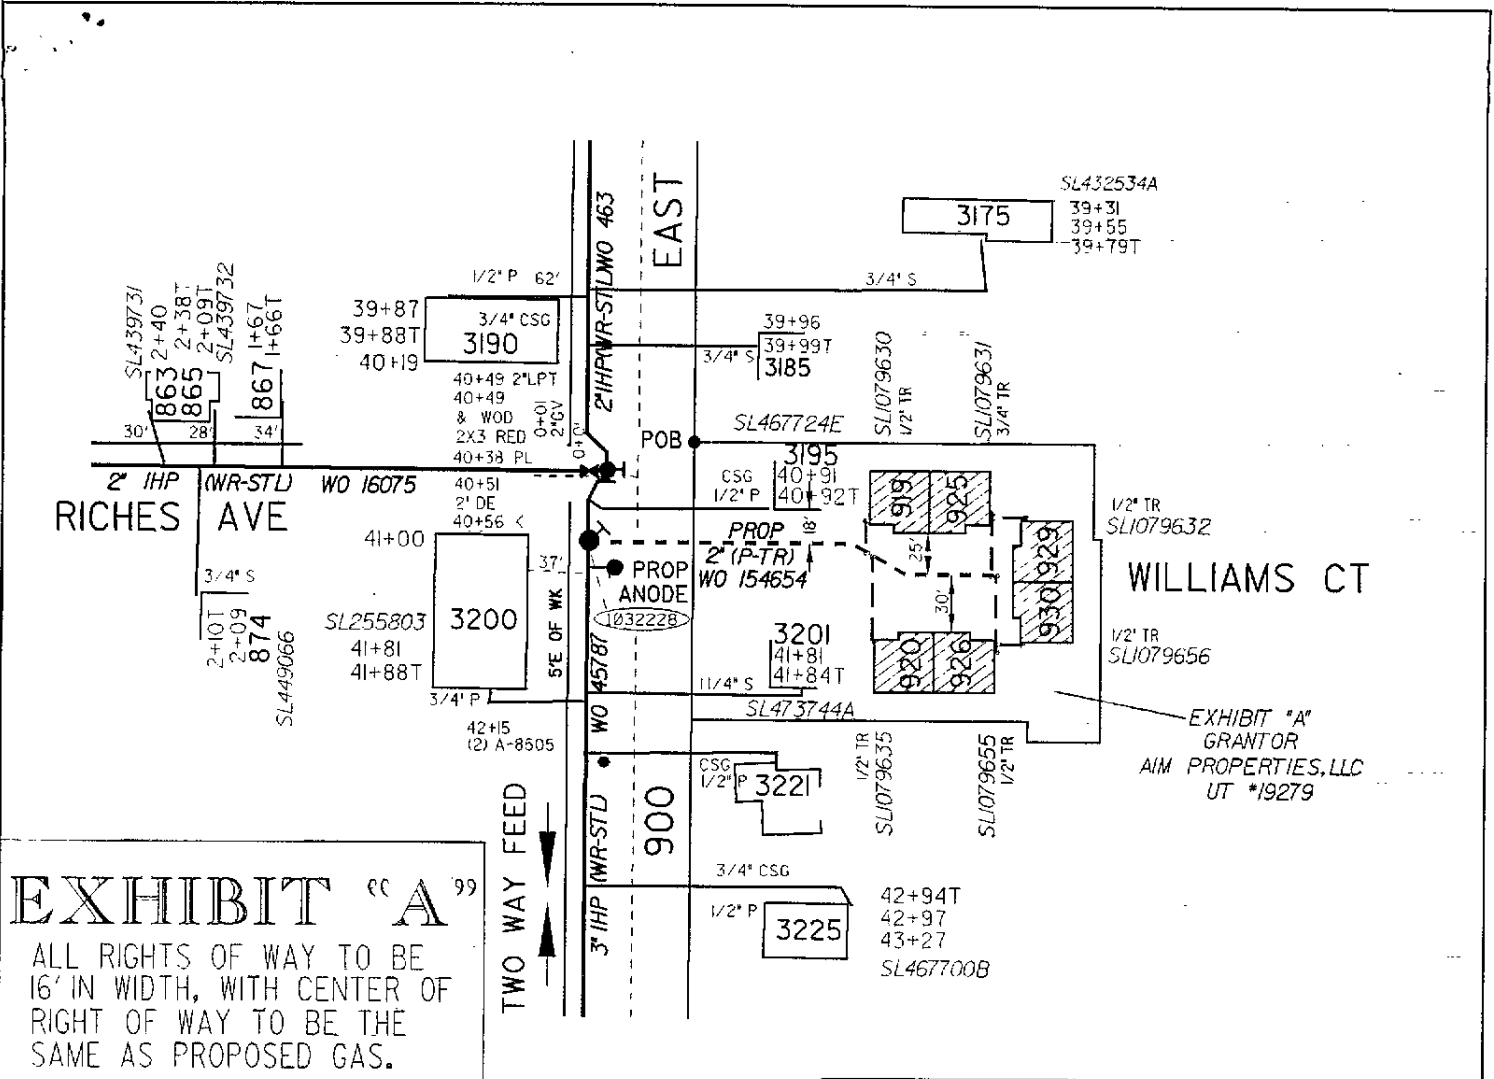 EAST
2"IHP(WR-STL)WO 463
SL432534A
3175
39+31
39+55
39+79T
3/4" S
1/2" P 62'
39+87
39+88T
40+19
3/4" CSG
3190
39+96
39+99T
3185
3/4" S
SL439731
2+40
2+38T
2+09T
SL439732
1+67
1+66T
863
865
867
30'
28'
34'
40+49 2"LPT
40+49
& WOD
2X3 RED
40+38 PL
0+01
2"GV
40+51
2' DE
40+56 <
2" IHP (WR-STL) WO 16075
RICHES AVE
POB
SL467724E
SL1079630
1/2" TR
SL1079631
3/4" TR
3195
CSG
1/2" P
40+91
40+92T
919
925
929
930
920
926
1/2" TR
SL1079632
WILLIAMS CT
1/2" TR
SL1079656
18'
25'
30'
PROP
2" (P-TR)
WO 154654
PROP
ANODE
1032228
41+00
37'
3200
SL255803
41+81
41+88T
3/4" P
42+15
(2) A-8505
5'E OF WK
3/4" S
2+10T
2+09
874
SL449066
3201
41+81
41+84T
11/4" S
SL473744A
WO 45787
1/2" TR
SL1079635
SL1079655
1/2" TR
EXHIBIT "A"
GRANTOR
AIM PROPERTIES,LLC
UT #19279
CSG
1/2" P
3221
900
3" IHP (WR-STL)
TWO WAY FEED
3/4" CSG
1/2" P
3225
42+94T
42+97
43+27
SL467700B
EXHIBIT “A”
ALL RIGHTS OF WAY TO BE
16' IN WIDTH, WITH CENTER OF
RIGHT OF WAY TO BE THE
SAME AS PROPOSED GAS.